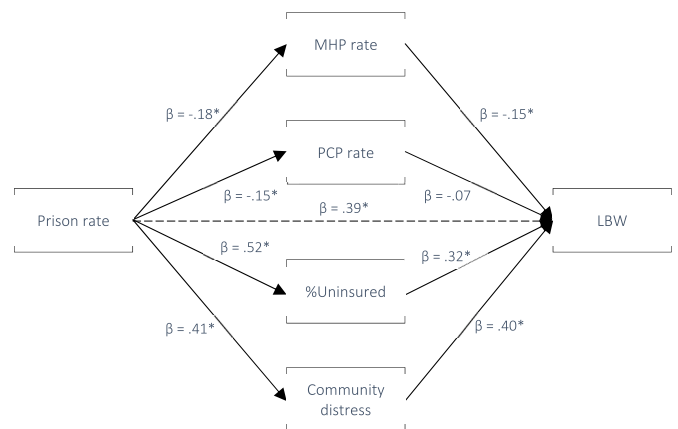 MHP rate
β = -.18*
β = -.15*
PCP rate
β = -.15*
β = -.07
Prison rate
β = .39*
LBW
β = .52*
β = .32*
%Uninsured
β = .41*
β = .40*
Community
distress